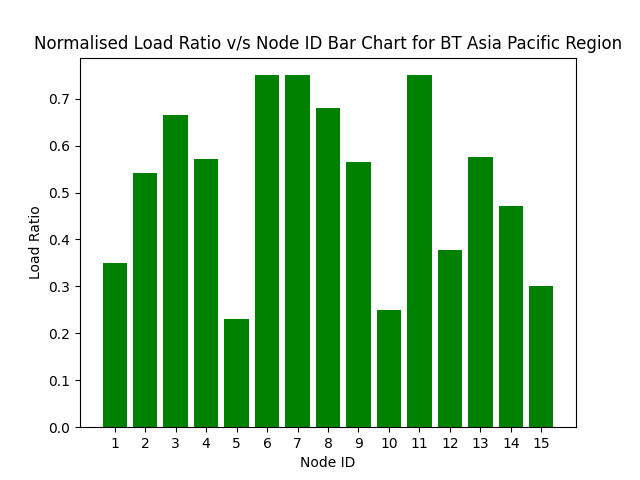 Normalised Load Ratio v/s Node ID Bar Chart for BT Asia Pacific Region
Load Ratio
0.7
0.6
0.5
0.4
0.3
0.2
0.1
0.0
1 2 3 4 5 6 7 8 9 10 11 12 13 14 15
Node ID